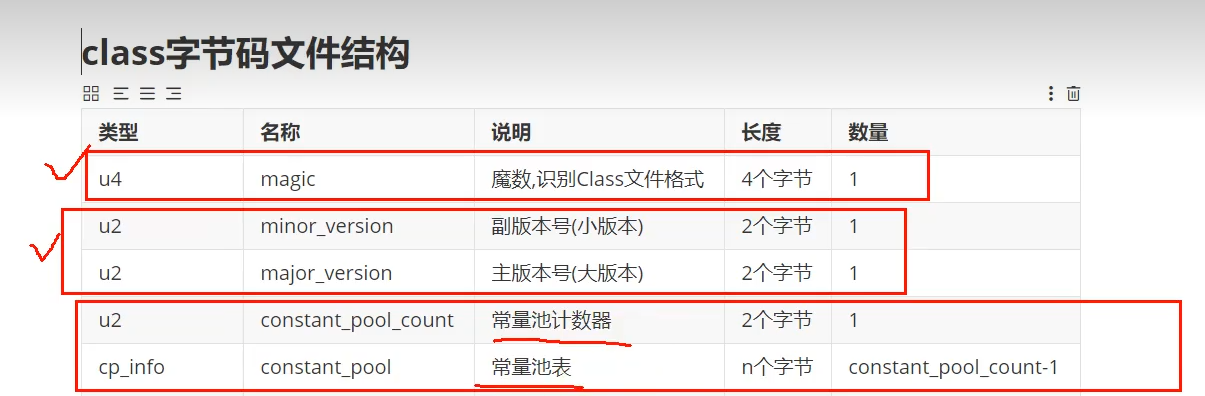 class字节码文件结构
类型 名称 说明 长度 数量
u4 magic 魔数,识别Class文件格式 4个字节 1
u2 minor_version 副版本号(小版本) 2个字节 1
u2 major_version 主版本号(大版本) 2个字节 1
u2 constant_pool_count 常量池计数器 2个字节 1
cp_info constant_pool 常量池表 n个字节 constant_pool_count-1